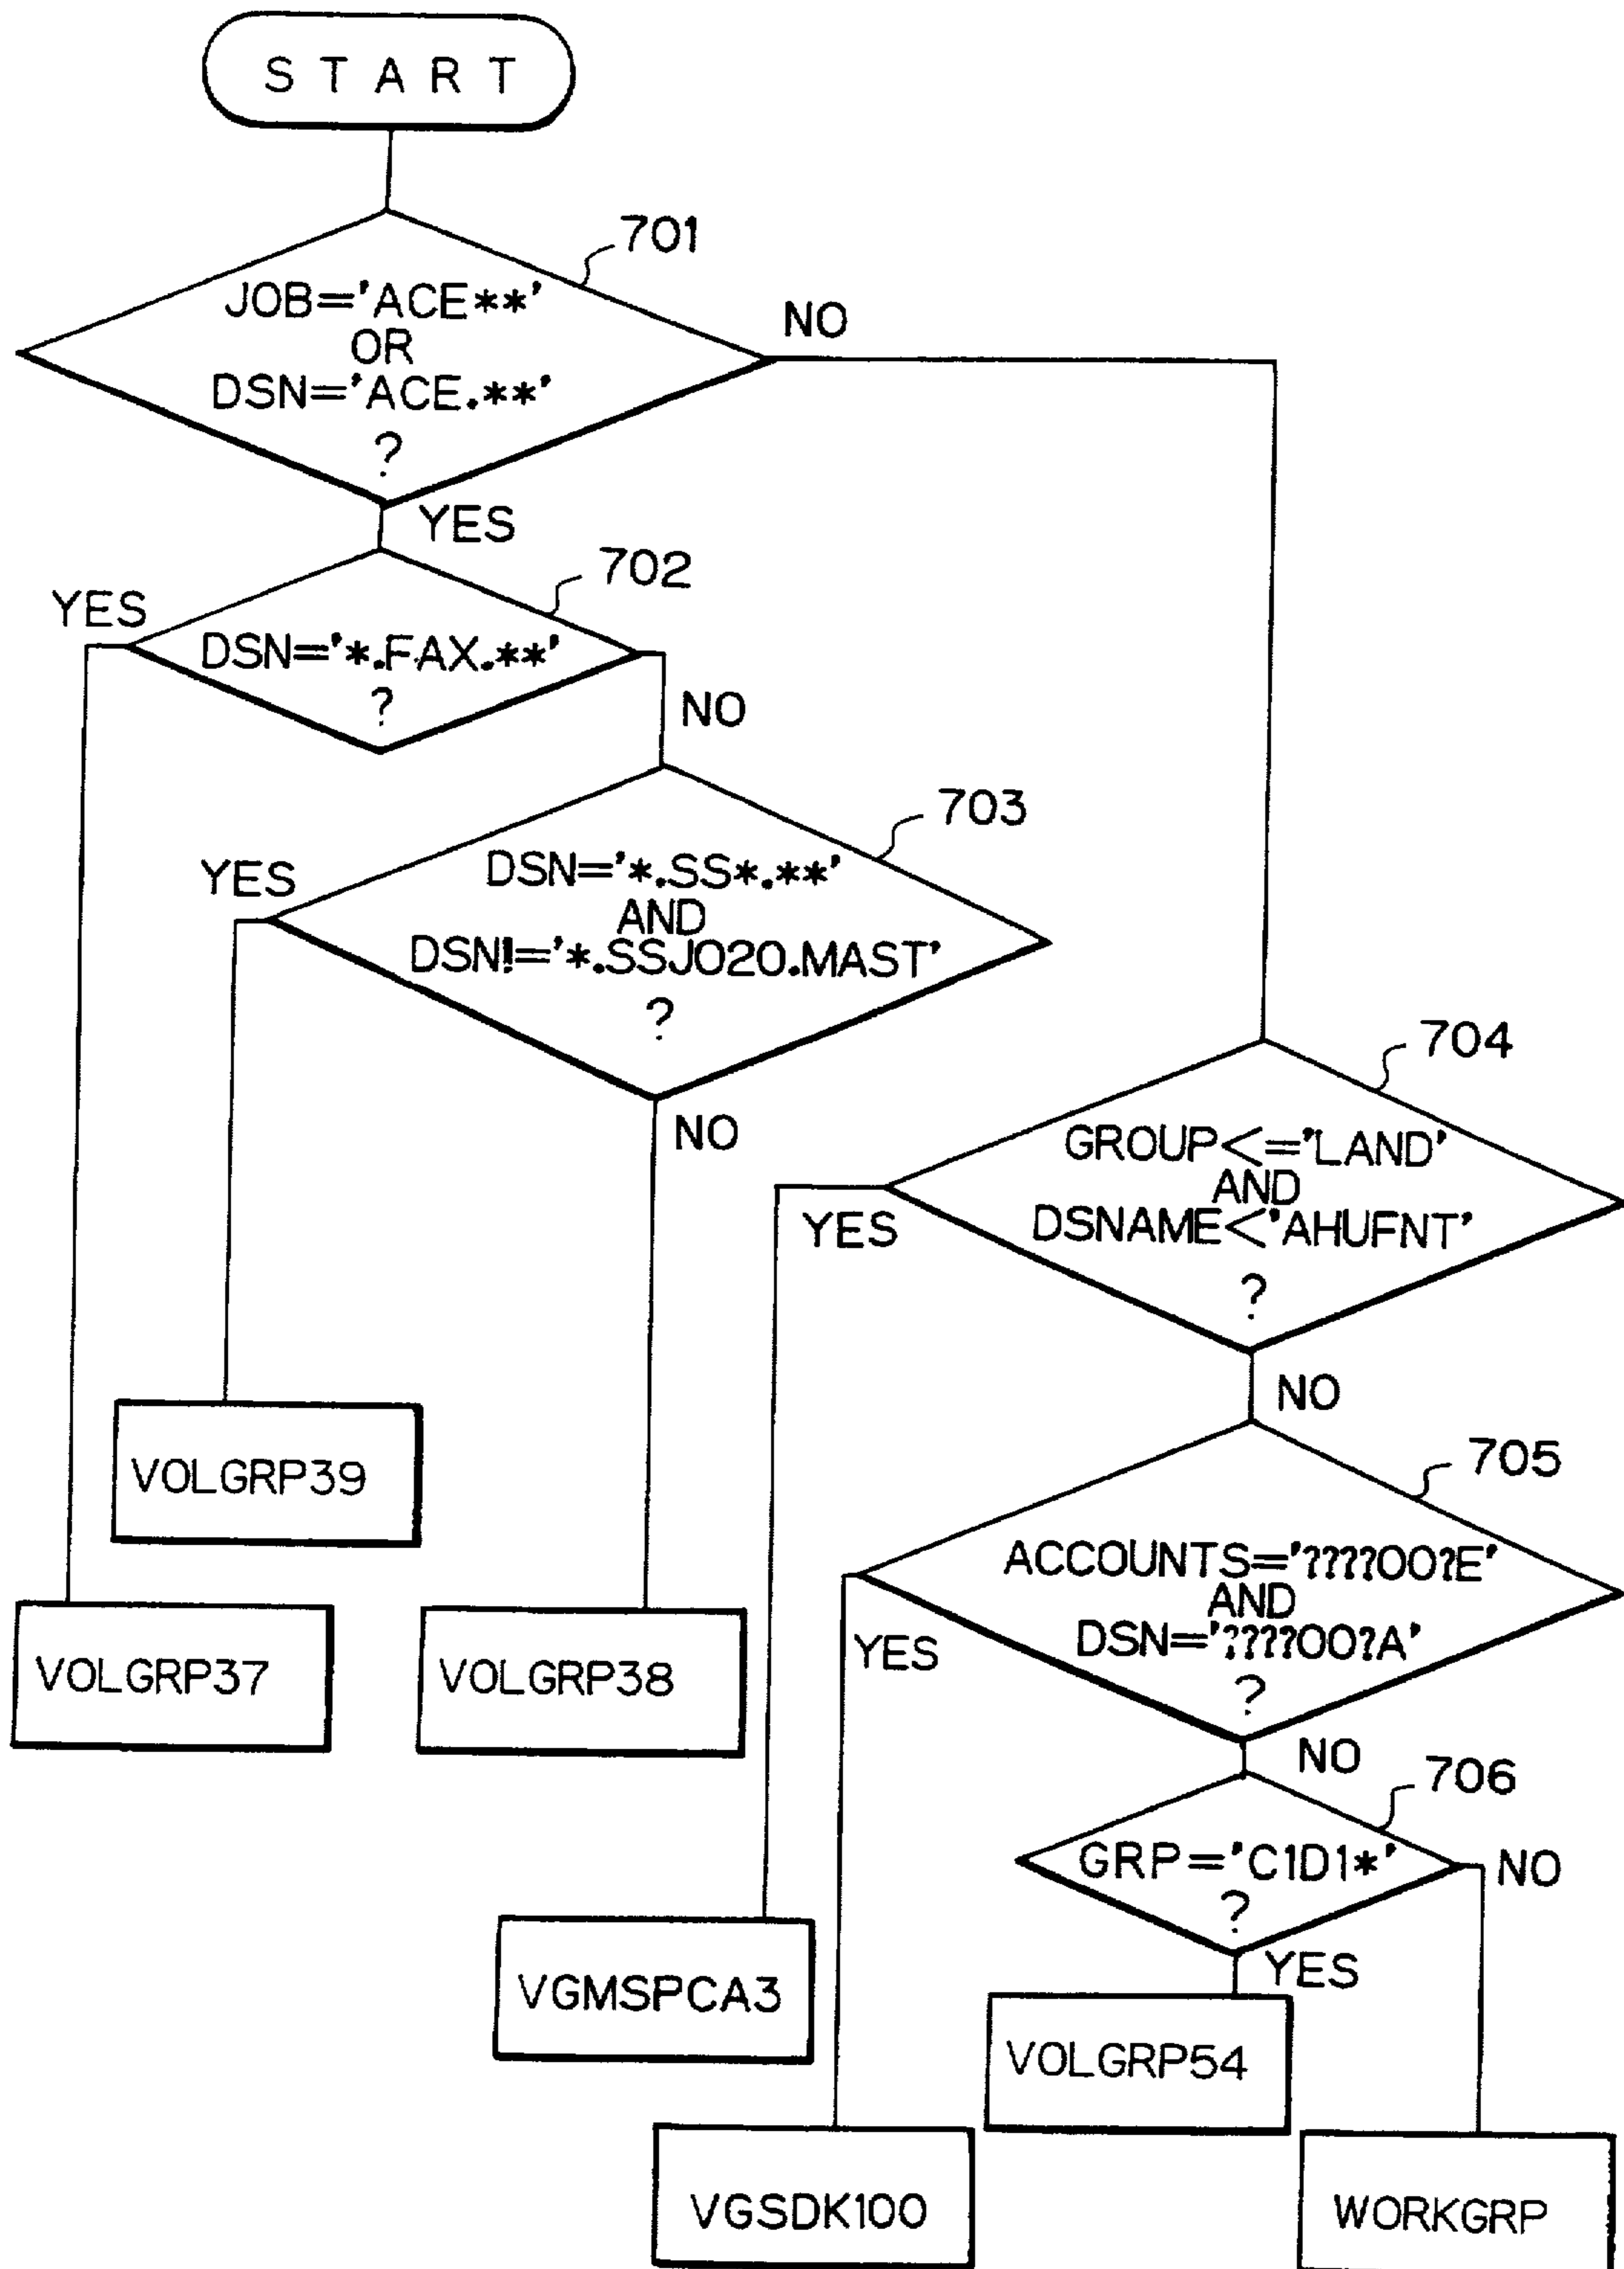 START
701
JOB='ACE**'
OR
DSN='ACE.**'
?
NO
YES
702
YES
DSN='*.FAX.**'
?
NO
703
YES
DSN='*.SS*.**'
AND
DSN!='*.SSJ020.MAST'
?
NO
704
GROUP<='LAND'
AND
DSNAME<'AHUFNT'
?
YES
NO
VOLGRP39
705
ACCOUNTS='????00?E'
AND
DSN='????00?A'
?
YES
VOLGRP37
VOLGRP38
NO
706
GRP='C1D1*'
?
NO
YES
VGMSPCA3
VOLGRP54
VGSDK100
WORKGRP